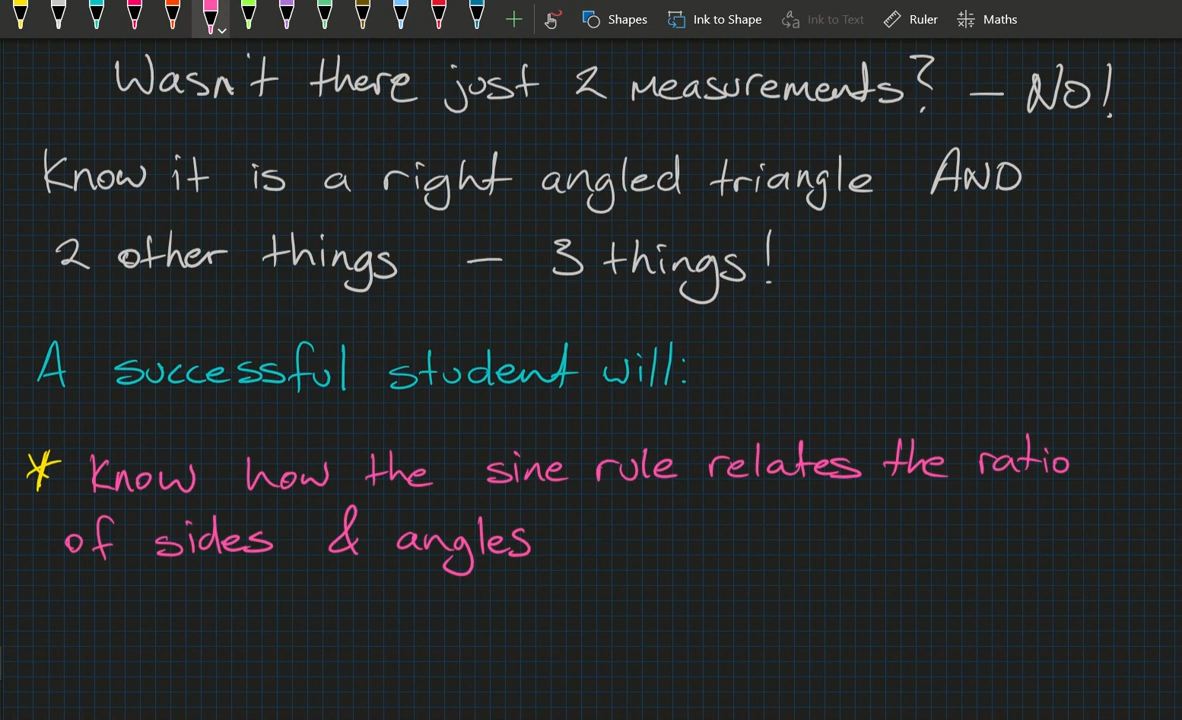 Shapes Ink to Shape Ink to Text Ruler Maths
Wasn't there just 2 measurements? - NO!
Know it is a right angled triangle AND
2 other things - 3 things!
A successful student will:
* Know how the sine rule relates the ratio
of sides & angles